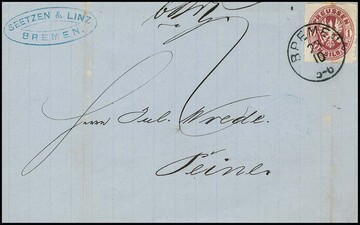 SEETZEN & LINZ
BREMEN.
PREUSSEN
BREMEN
10
5-6
Herrn Jul. Wrede.
Peine.